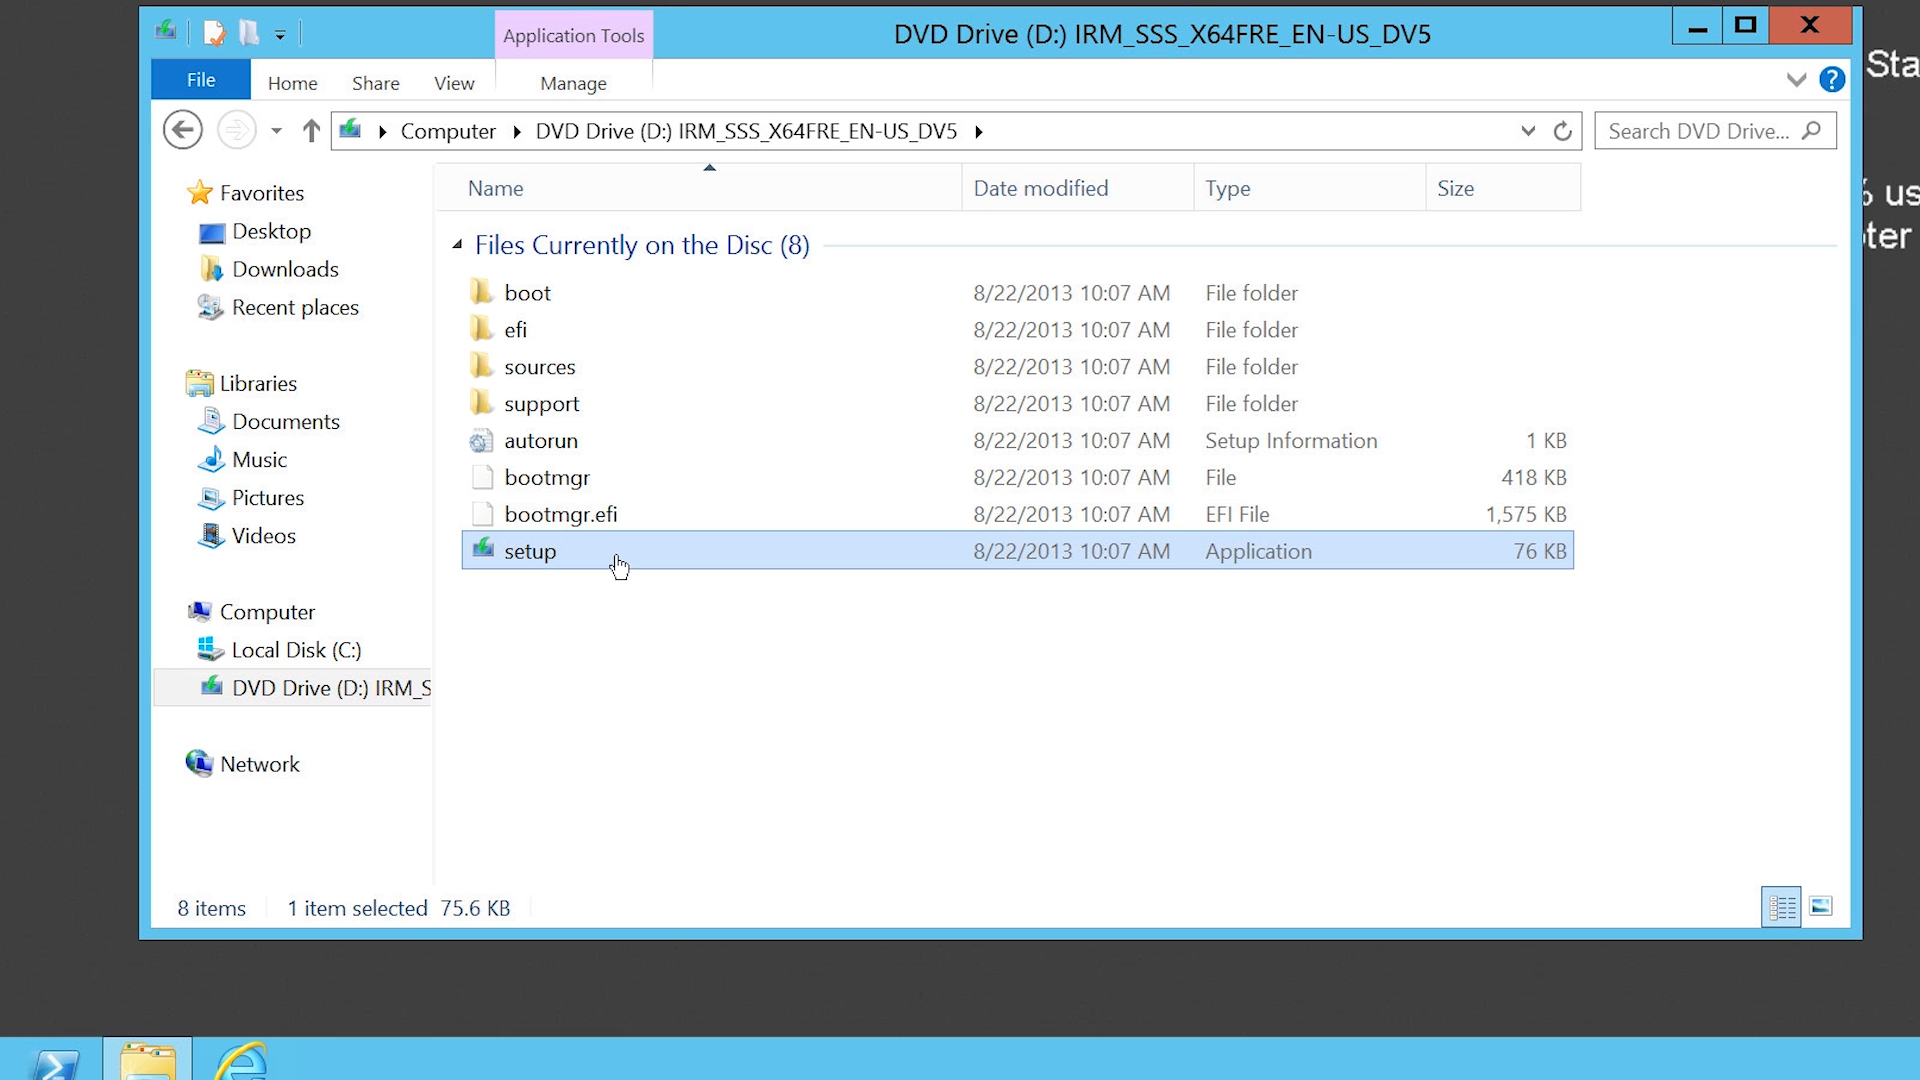 Application Tools
DVD Drive (D:) IRM_SSS_X64FRE_EN-US_DV5
File
Home
Share
View
Manage
?
Computer
DVD Drive (D:) IRM_SSS_X64FRE_EN-US_DV5
Search DVD Drive...
Name
Date modified
Type
Size
Favorites
Desktop
Downloads
Recent places
Libraries
Documents
Music
Pictures
Videos
Computer
Local Disk (C:)
DVD Drive (D:) IRM_S
Network
Files Currently on the Disc (8)
boot 8/22/2013 10:07 AM File folder
efi 8/22/2013 10:07 AM File folder
sources 8/22/2013 10:07 AM File folder
support 8/22/2013 10:07 AM File folder
autorun 8/22/2013 10:07 AM Setup Information 1 KB
bootmgr 8/22/2013 10:07 AM File 418 KB
bootmgr.efi 8/22/2013 10:07 AM EFI File 1,575 KB
setup 8/22/2013 10:07 AM Application 76 KB
8 items 1 item selected 75.6 KB
Sta
% us
ter